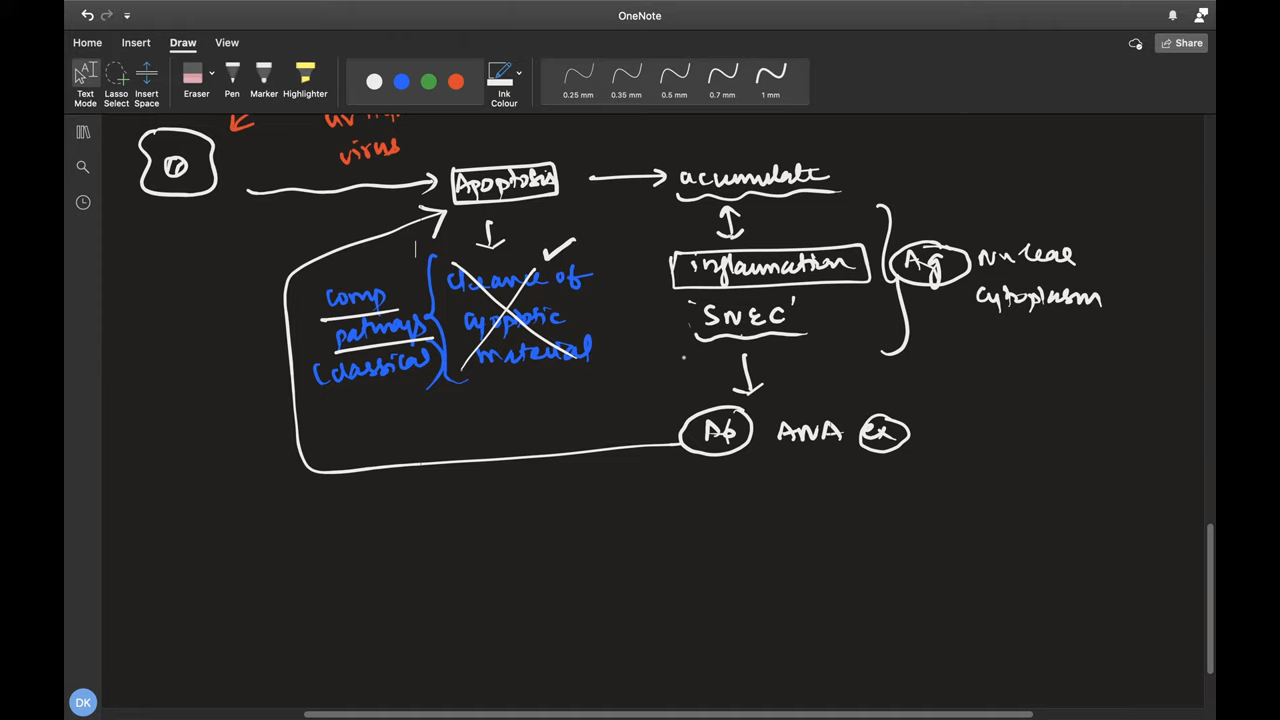 OneNote
Home Insert Draw View
Share
Text Mode
Lasso Select
Insert Space
Eraser
Pen
Marker
Highlighter
Ink Colour
0.25 mm 0.35 mm 0.5 mm 0.7 mm 1 mm
virus
Apoptosis
acumulate
clearance of
apoptotic
material
comp
patways
(classical)
inflammation
'SNEC'
Ag
Nuclear
cytoplasm
Ab ANA ex
DK